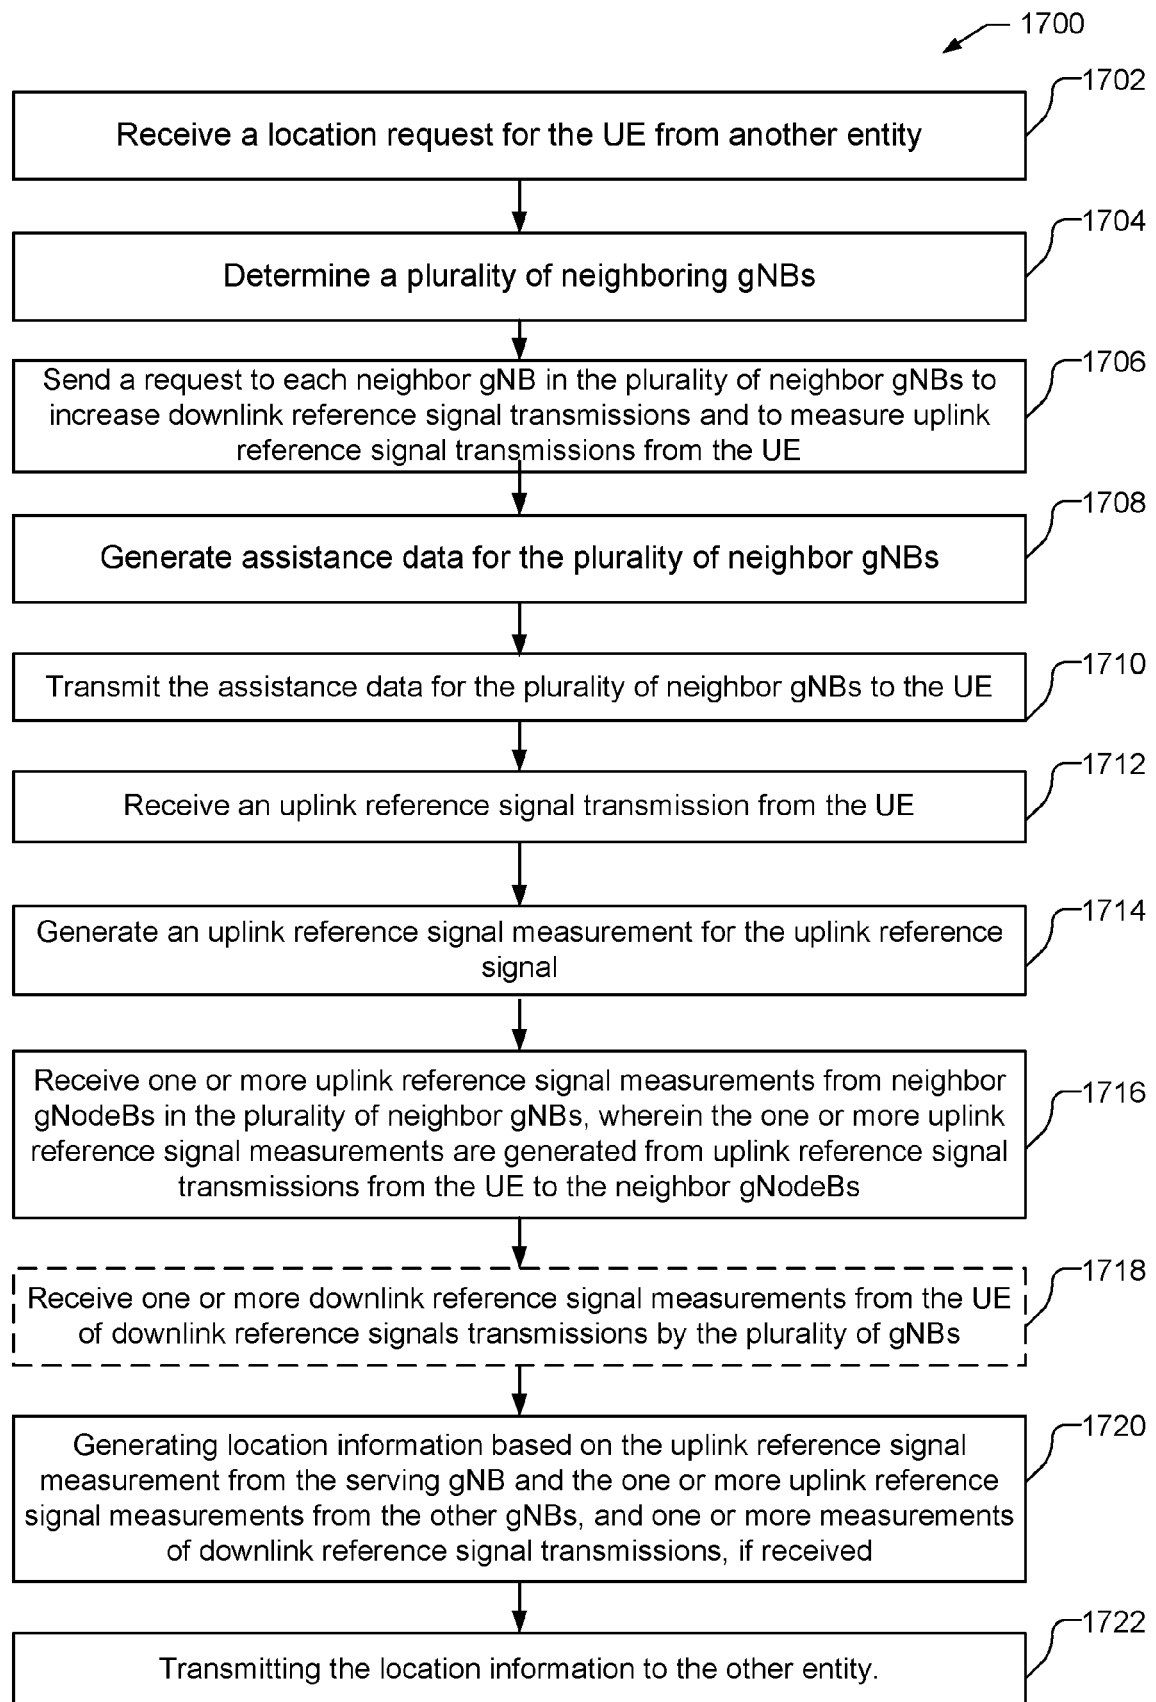 1700
1702
Receive a location request for the UE from another entity
1704
Determine a plurality of neighboring gNBs
1706
Send a request to each neighbor gNB in the plurality of neighbor gNBs to
increase downlink reference signal transmissions and to measure uplink
reference signal transmissions from the UE
1708
Generate assistance data for the plurality of neighbor gNBs
1710
Transmit the assistance data for the plurality of neighbor gNBs to the UE
1712
Receive an uplink reference signal transmission from the UE
1714
Generate an uplink reference signal measurement for the uplink reference
signal
1716
Receive one or more uplink reference signal measurements from neighbor
gNodeBs in the plurality of neighbor gNBs, wherein the one or more uplink
reference signal measurements are generated from uplink reference signal
transmissions from the UE to the neighbor gNodeBs
1718
Receive one or more downlink reference signal measurements from the UE
of downlink reference signals transmissions by the plurality of gNBs
1720
Generating location information based on the uplink reference signal
measurement from the serving gNB and the one or more uplink reference
signal measurements from the other gNBs, and one or more measurements
of downlink reference signal transmissions, if received
1722
Transmitting the location information to the other entity.